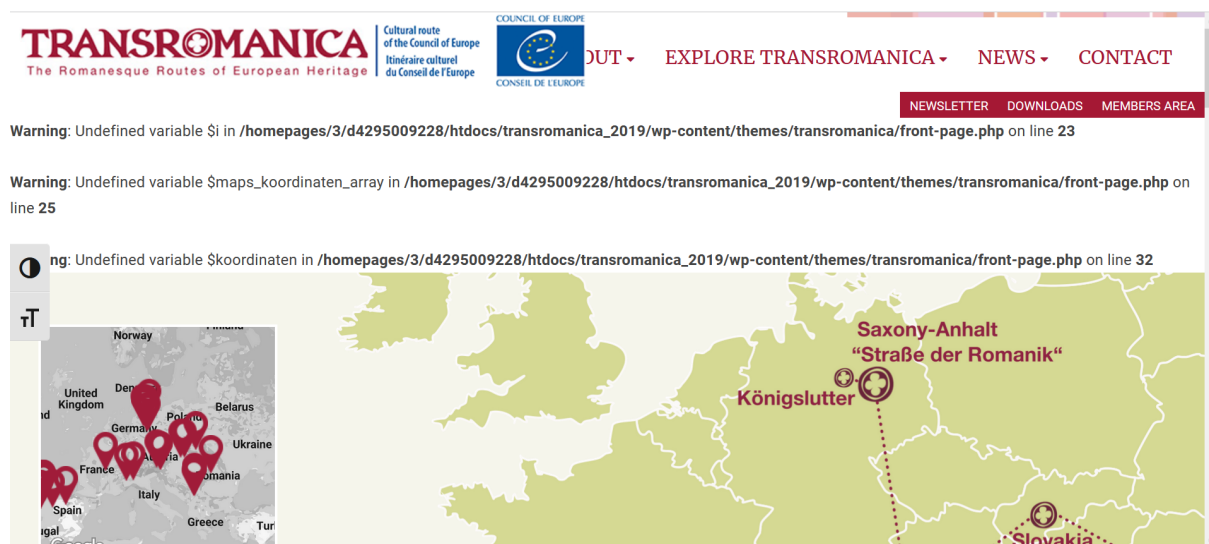 TRANSROMANICA
The Romanesque Routes of European Heritage
Cultural route
of the Council of Europe
Itinéraire culturel
du Conseil de l'Europe
COUNCIL OF EUROPE
CONSEIL DE L'EUROPE
EXPLORE TRANSROMANICA
NEWS
CONTACT
NEWSLETTER DOWNLOADS MEMBERS AREA
Warning: Undefined variable $i in /homepages/3/d4295009228/htdocs/transromanica_2019/wp-content/themes/transromanica/front-page.php on line 23
Warning: Undefined variable $maps_koordinaten_array in /homepages/3/d4295009228/htdocs/transromanica_2019/wp-content/themes/transromanica/front-page.php on
line 25
ng: Undefined variable $koordinaten in /homepages/3/d4295009228/htdocs/transromanica_2019/wp-content/themes/transromanica/front-page.php on line 32
TT
Norway
United
Kingdom
Belarus
Germany
Ukraine
France
Italy
Spain
Greece
Saxony-Anhalt
“Straße der Romanik“
Königslutter
Slovakia